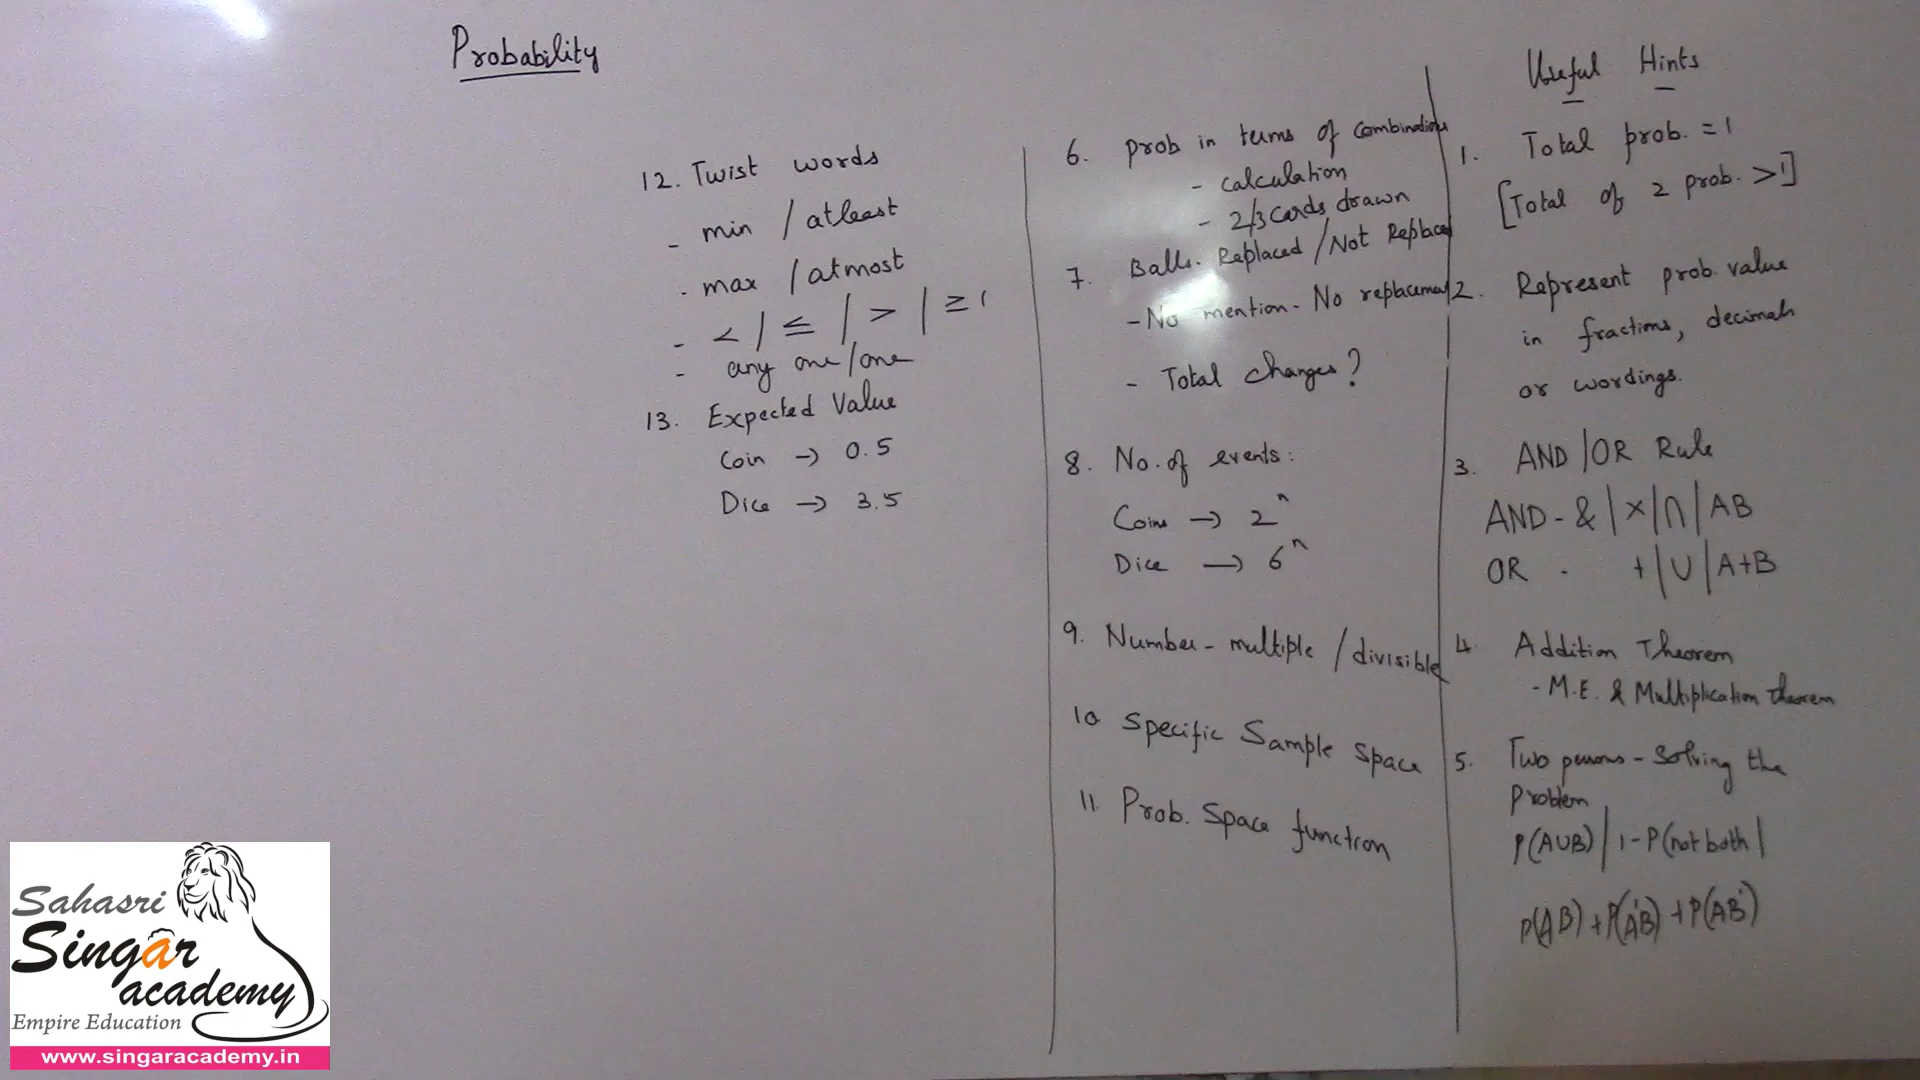 Probability
Useful Hints
1. Total prob. = 1
[Total of 2 prob. > 1]
2. Represent prob. value
in fractions, decimals
or wordings.
3. AND / OR Rule
AND - & | × | ∩ | AB
OR - + | ∪ | A+B
4. Addition Theorem
- M.E. & Multiplication theorem
5. Two persons - Solving the
Problem
P(A∪B) | 1 - P(not both |
P(AB) + P(A'B) + P(AB')
6. Prob in terms of Combinations
- Calculation
- 2/3 Cards drawn
7. Balls. Replaced / Not Replaced
- No mention - No replacement
- Total changes?
8. No. of events:
Coins → 2ⁿ
Dice → 6ⁿ
9. Number - multiple / divisible
10 Specific Sample Space
11. Prob. Space function
12. Twist words
- min / atleast
- max / atmost
- < | ≤ | > | ≥ 1
- any one / one
13. Expected Value
Coin → 0.5
Dice → 3.5
Sahasri
Singar
academy
Empire Education
www.singaracademy.in